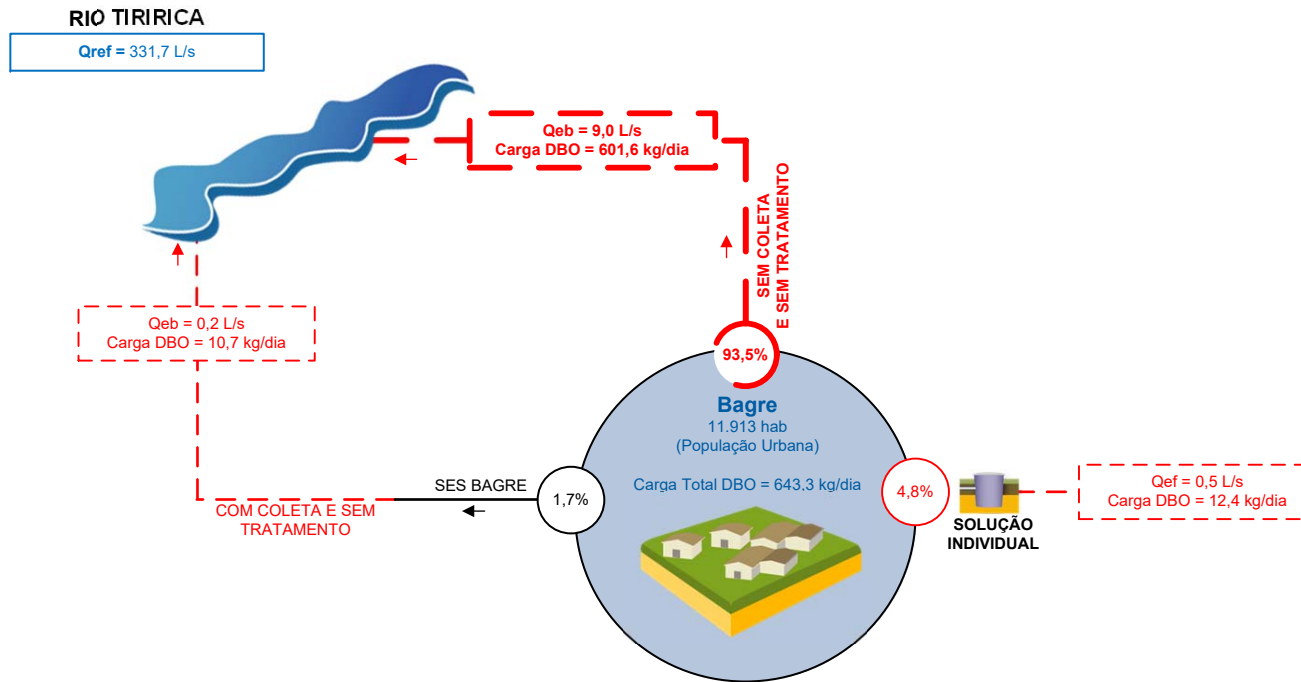 RIO TIRIRICA
Qref = 331,7 L/s
Qeb = 9,0 L/s
Carga DBO = 601,6 kg/dia
SEM COLETA
E SEM TRATAMENTO
Qeb = 0,2 L/s
Carga DBO = 10,7 kg/dia
93,5%
Bagre
11.913 hab
(População Urbana)
Carga Total DBO = 643,3 kg/dia
SES BAGRE
1,7%
4,8%
COM COLETA E SEM
TRATAMENTO
SOLUÇÃO
INDIVIDUAL
Qef = 0,5 L/s
Carga DBO = 12,4 kg/dia